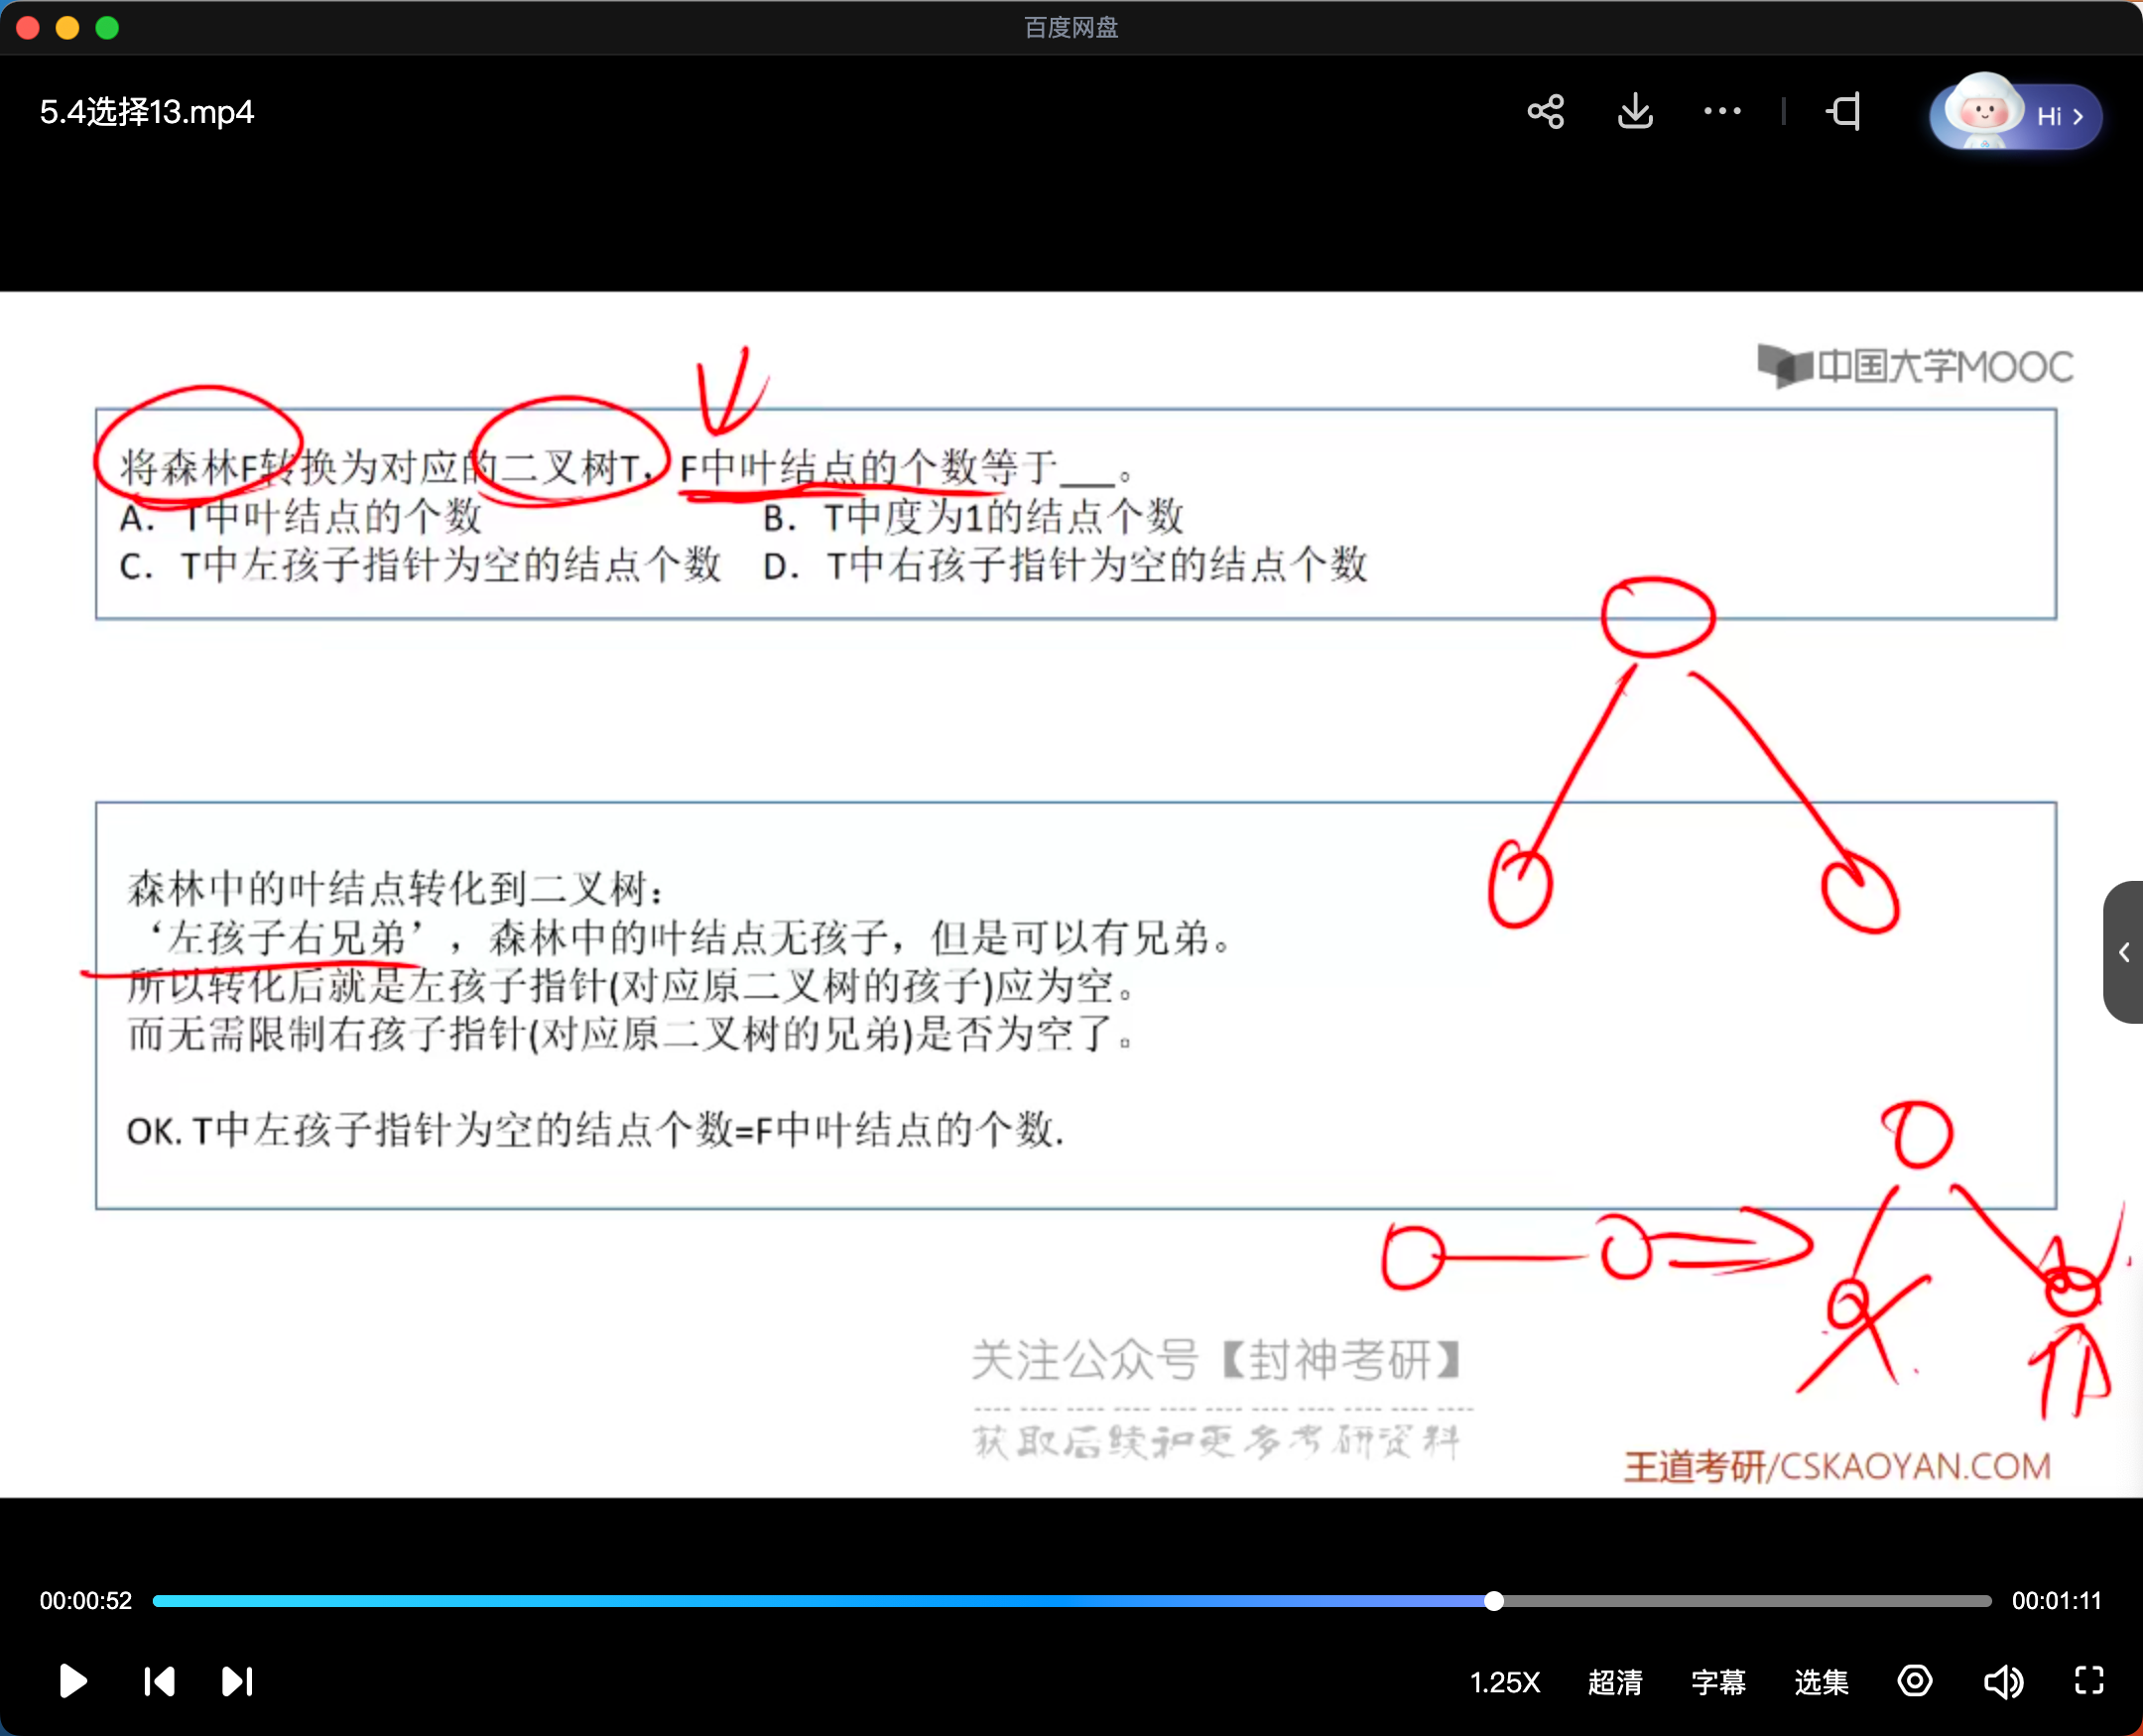 百度网盘
5.4选择13.mp4
Hi
中国大学MOOC
将森林F转换为对应的二叉树T，F中叶结点的个数等于___。
A． T中叶结点的个数 B． T中度为1的结点个数
C． T中左孩子指针为空的结点个数 D． T中右孩子指针为空的结点个数
森林中的叶结点转化到二叉树：
‘左孩子右兄弟’，森林中的叶结点无孩子，但是可以有兄弟。
所以转化后就是左孩子指针(对应原二叉树的孩子)应为空。
而无需限制右孩子指针(对应原二叉树的兄弟)是否为空了。
OK. T中左孩子指针为空的结点个数=F中叶结点的个数.
关注公众号【封神考研】
获取后续和更多考研资料
王道考研/CSKAOYAN.COM
00:00:52
00:01:11
1.25X
超清
字幕
选集